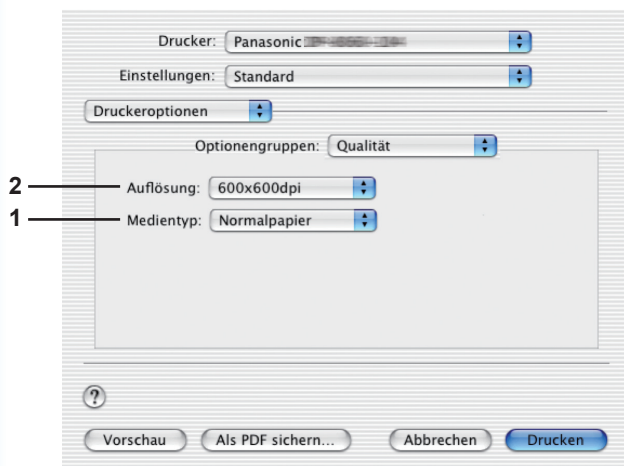 Drucker: Panasonic
Einstellungen: Standard
Druckeroptionen
Optionengruppen: Qualität
2 Auflösung: 600x600dpi
1 Medientyp: Normalpapier
?
Vorschau Als PDF sichern... Abbrechen Drucken